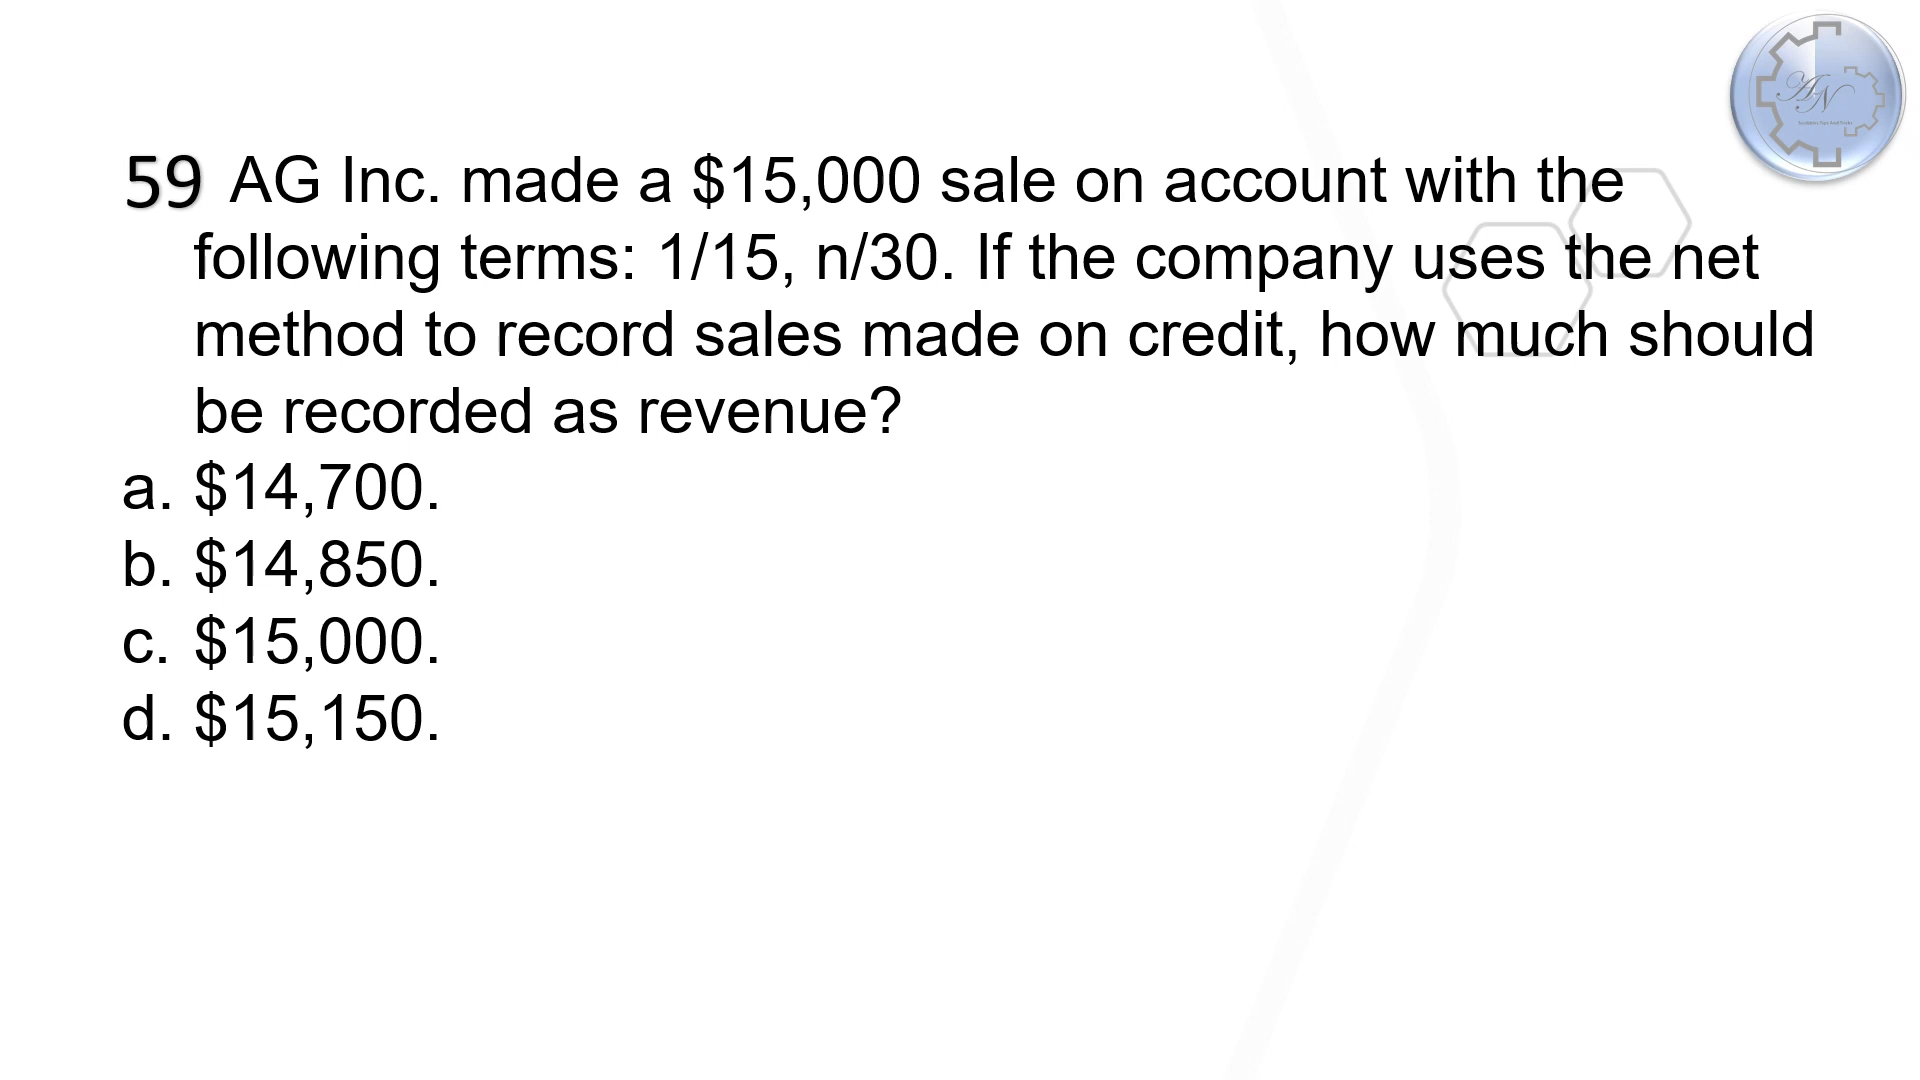 59 AG Inc. made a $15,000 sale on account with the
following terms: 1/15, n/30. If the company uses the net
method to record sales made on credit, how much should
be recorded as revenue?
a. $14,700.
b. $14,850.
c. $15,000.
d. $15,150.
AN